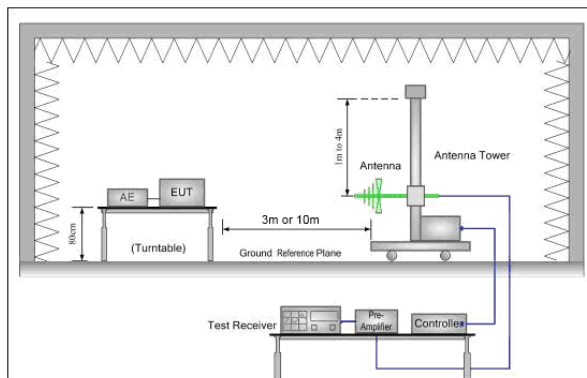 1m to 4m
Antenna
Antenna Tower
AE
EUT
80cm
3m or 10m
(Turntable)
Ground Reference Plane
Test Receiver
Pre-
Amplifier
Controller